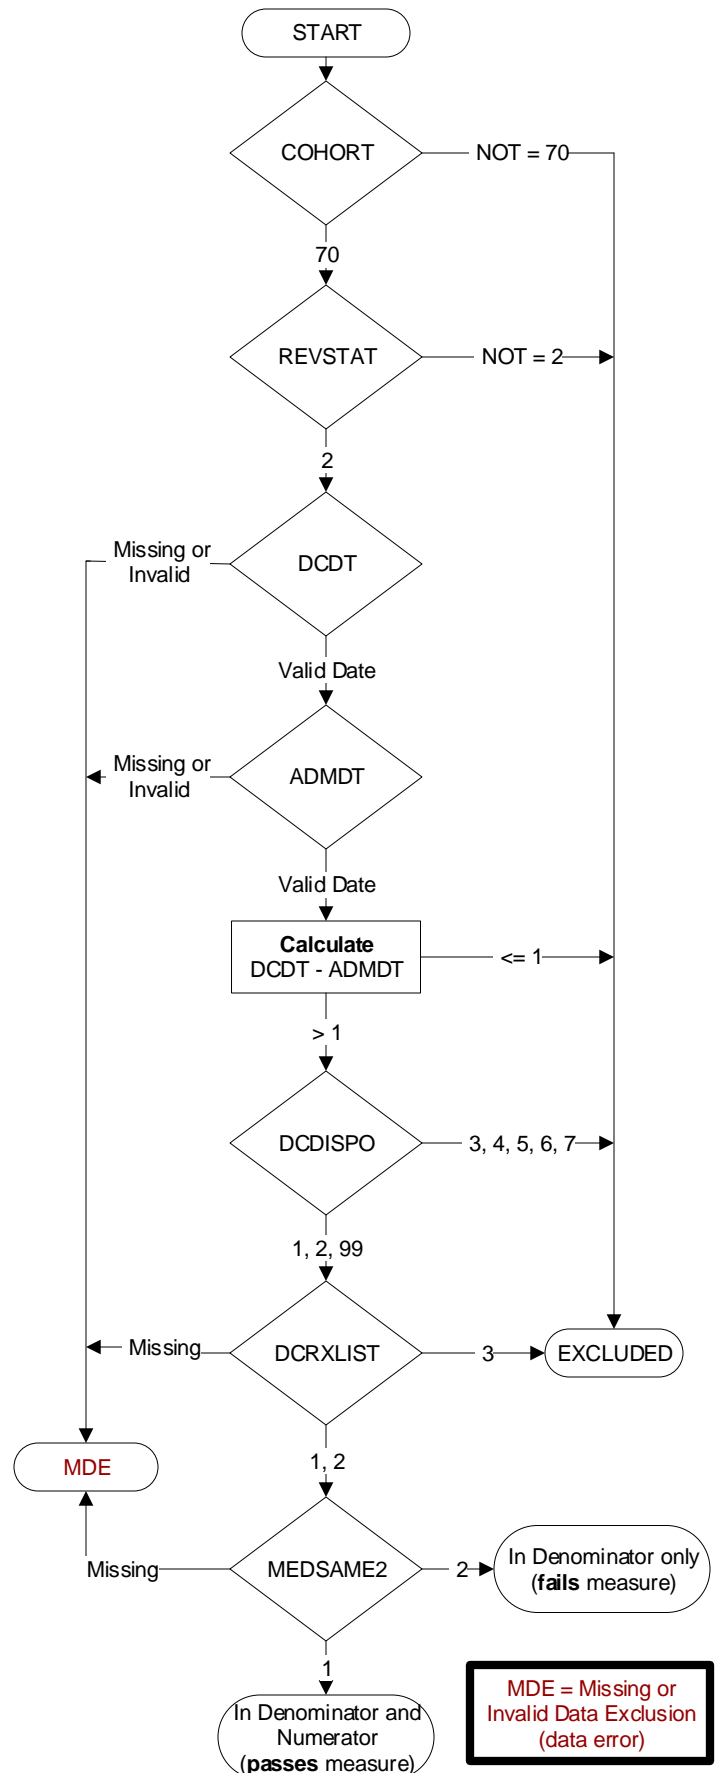 START
COHORT
NOT = 70
70
REVSTAT
NOT = 2
2
Missing or
Invalid
DCDT
Valid Date
Missing or
Invalid
ADMDT
Valid Date
Calculate
DCDT - ADMDT
<= 1
> 1
DCDISPO
3, 4, 5, 6, 7
1, 2, 99
Missing
DCRXLIST
3
EXCLUDED
MDE
1, 2
Missing
MEDSAME2
2
In Denominator only
(fails measure)
1
In Denominator and
Numerator
(passes measure)
MDE = Missing or
Invalid Data Exclusion
(data error)